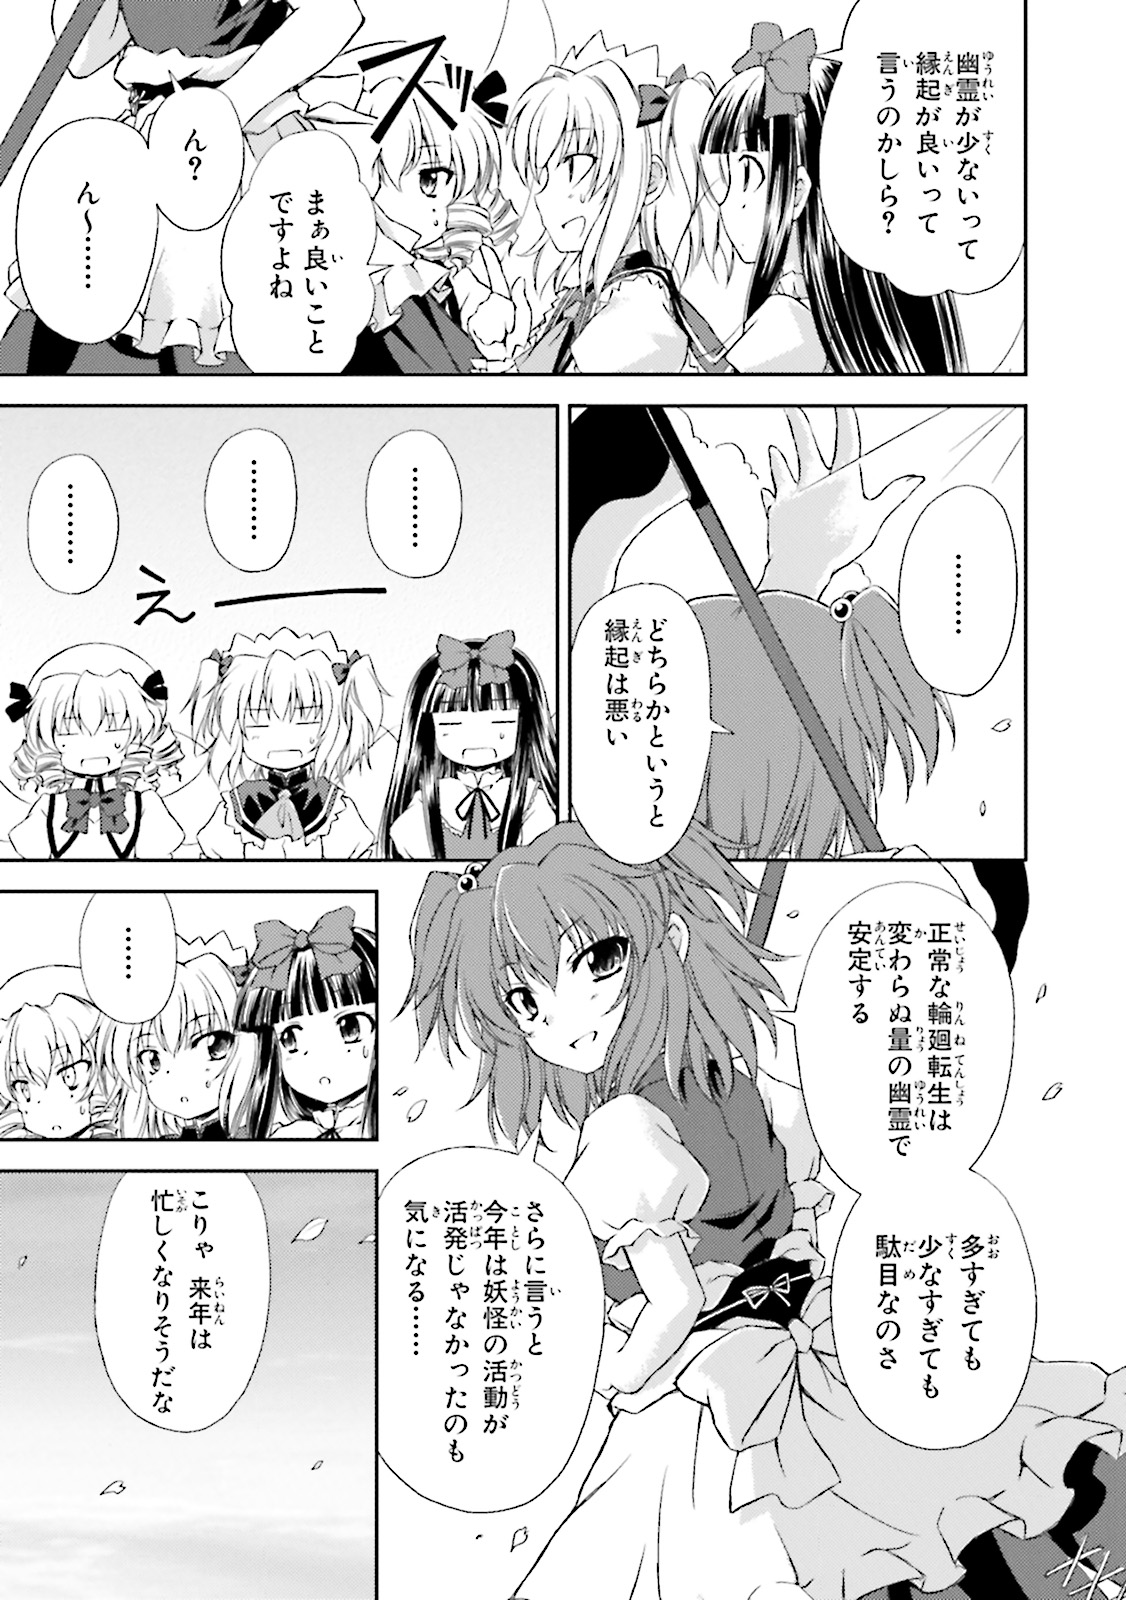 幽霊が少ないって
縁起が良いって
言うのかしら？
ズイ
まぁ良いこと
ですよね
ん？
ん～………
………
どちらかというと
縁起は悪い
………
………
………
えーーー
正常な輪廻転生は
変わらぬ量の幽霊で
安定する
多すぎても
少なすぎても
駄目なのさ
さらに言うと
今年は妖怪の活動が
活発じゃなかったのも
気になる……
……
こりゃ 来年は
忙しくなりそうだな